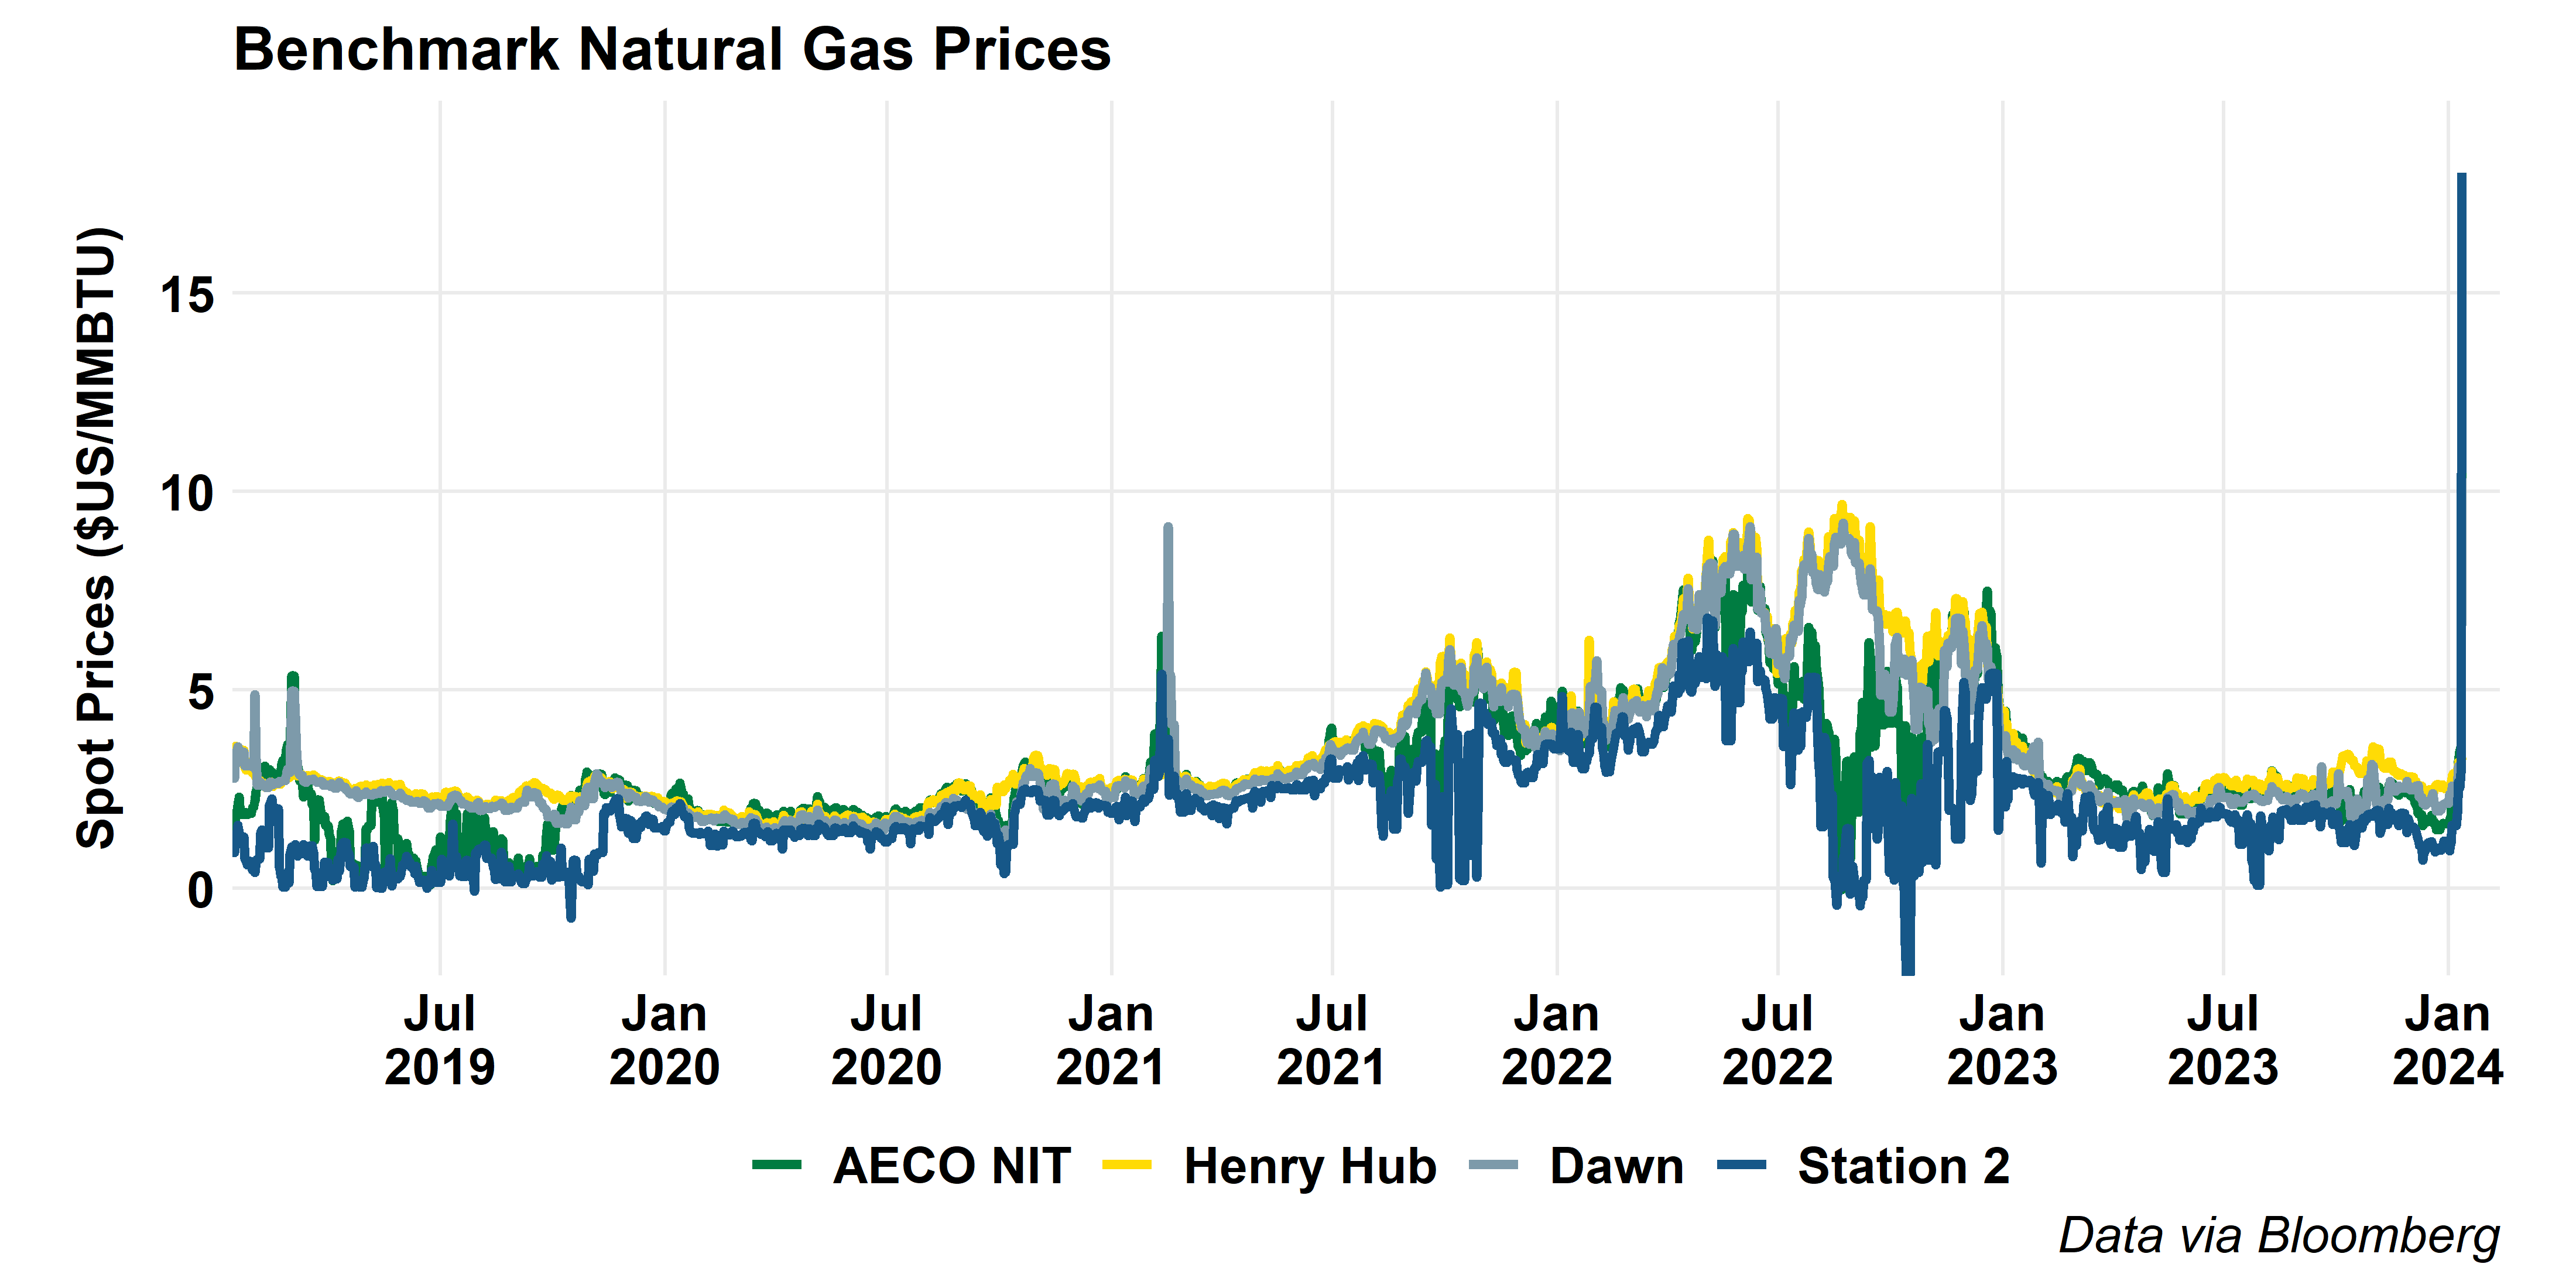 Benchmark Natural Gas Prices
Spot Prices ($US/MMBTU)
15
10
5
0
Jul 2019
Jan 2020
Jul 2020
Jan 2021
Jul 2021
Jan 2022
Jul 2022
Jan 2023
Jul 2023
Jan 2024
AECO NIT Henry Hub Dawn Station 2
Data via Bloomberg